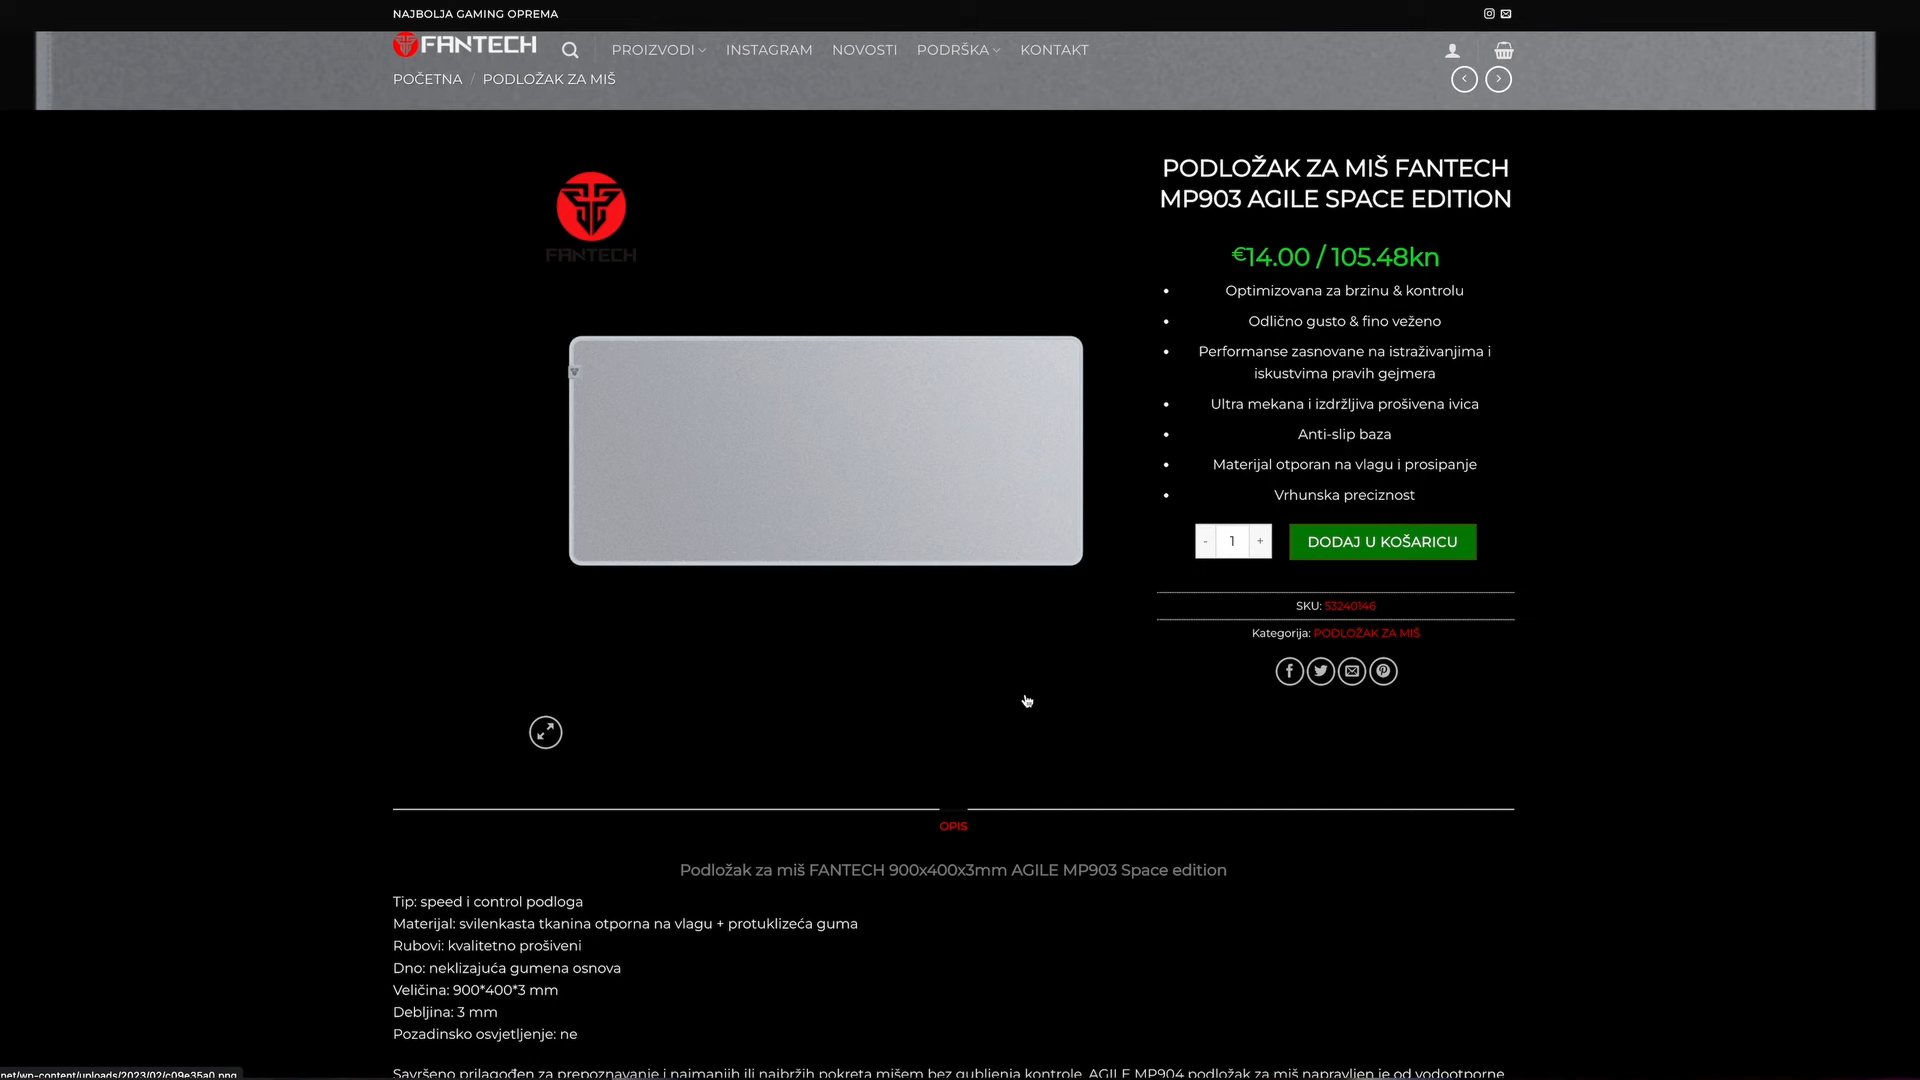 NAJBOLJA GAMING OPREMA
FANTECH
PROIZVODI
INSTAGRAM
NOVOSTI
PODRŠKA
KONTAKT
POČETNA / PODLOŽAK ZA MIŠ
FANTECH
PODLOŽAK ZA MIŠ FANTECH
MP903 AGILE SPACE EDITION
€14.00 / 105.48kn
• Optimizovana za brzinu & kontrolu
• Odlično gusto & fino veženo
• Performanse zasnovane na istraživanjima i
iskustvima pravih gejmera
• Ultra mekana i izdržljiva prošivena ivica
• Anti-slip baza
• Materijal otporan na vlagu i prosipanje
• Vrhunska preciznost
- 1 +
DODAJ U KOŠARICU
SKU: 53240146
Kategorija: PODLOŽAK ZA MIŠ
OPIS
Podložak za miš FANTECH 900x400x3mm AGILE MP903 Space edition
Tip: speed i control podloga
Materijal: svilenkasta tkanina otporna na vlagu + protuklizeća guma
Rubovi: kvalitetno prošiveni
Dno: neklizajuća gumena osnova
Veličina: 900*400*3 mm
Debljina: 3 mm
Pozadinsko osvjetljenje: ne
Savršeno prilagođen za prepoznavanje i najmanjih ili najbržih pokreta mišem bez gubljenja kontrole, AGILE MP904 podložak za miš napravljen je od vodootporne
net/wp-content/uploads/2023/02/c09e35a0.png